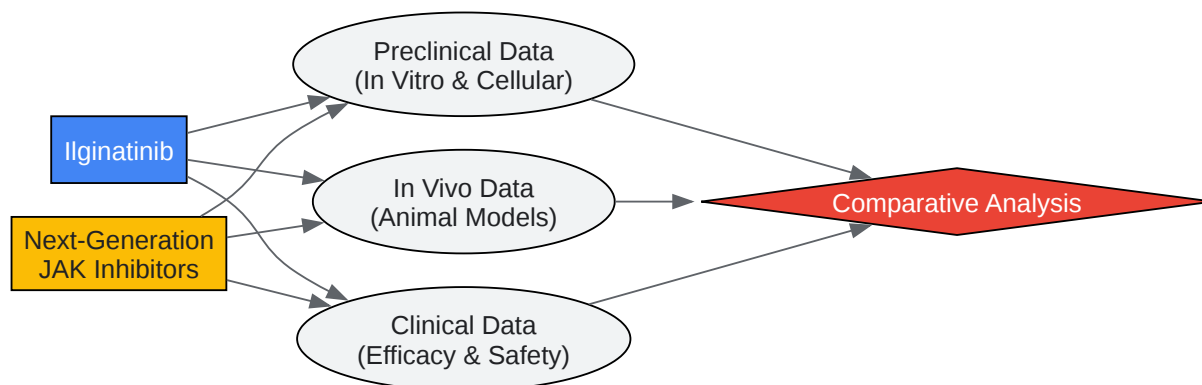 Preclinical Data
(In Vitro & Cellular)
Ilginatinib
In Vivo Data
(Animal Models)
Comparative Analysis
Next-Generation
JAK Inhibitors
Clinical Data
(Efficacy & Safety)